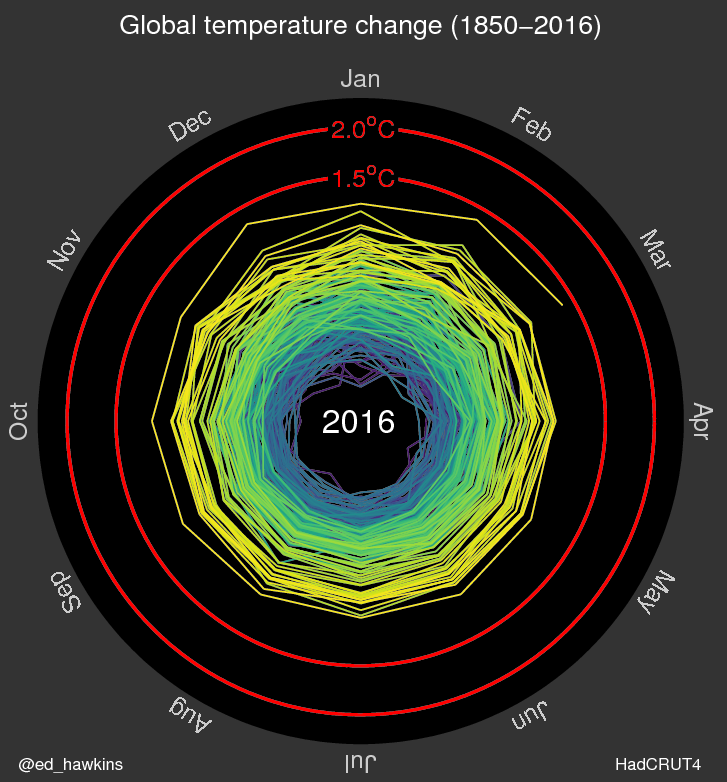 Global temperature change (1850–2016)
Jan
Dec
Feb
2.0°C
1.5°C
Nov
Mar
Oct
2016
Apr
Sep
May
Aug
Jun
Jul
@ed_hawkins
HadCRUT4